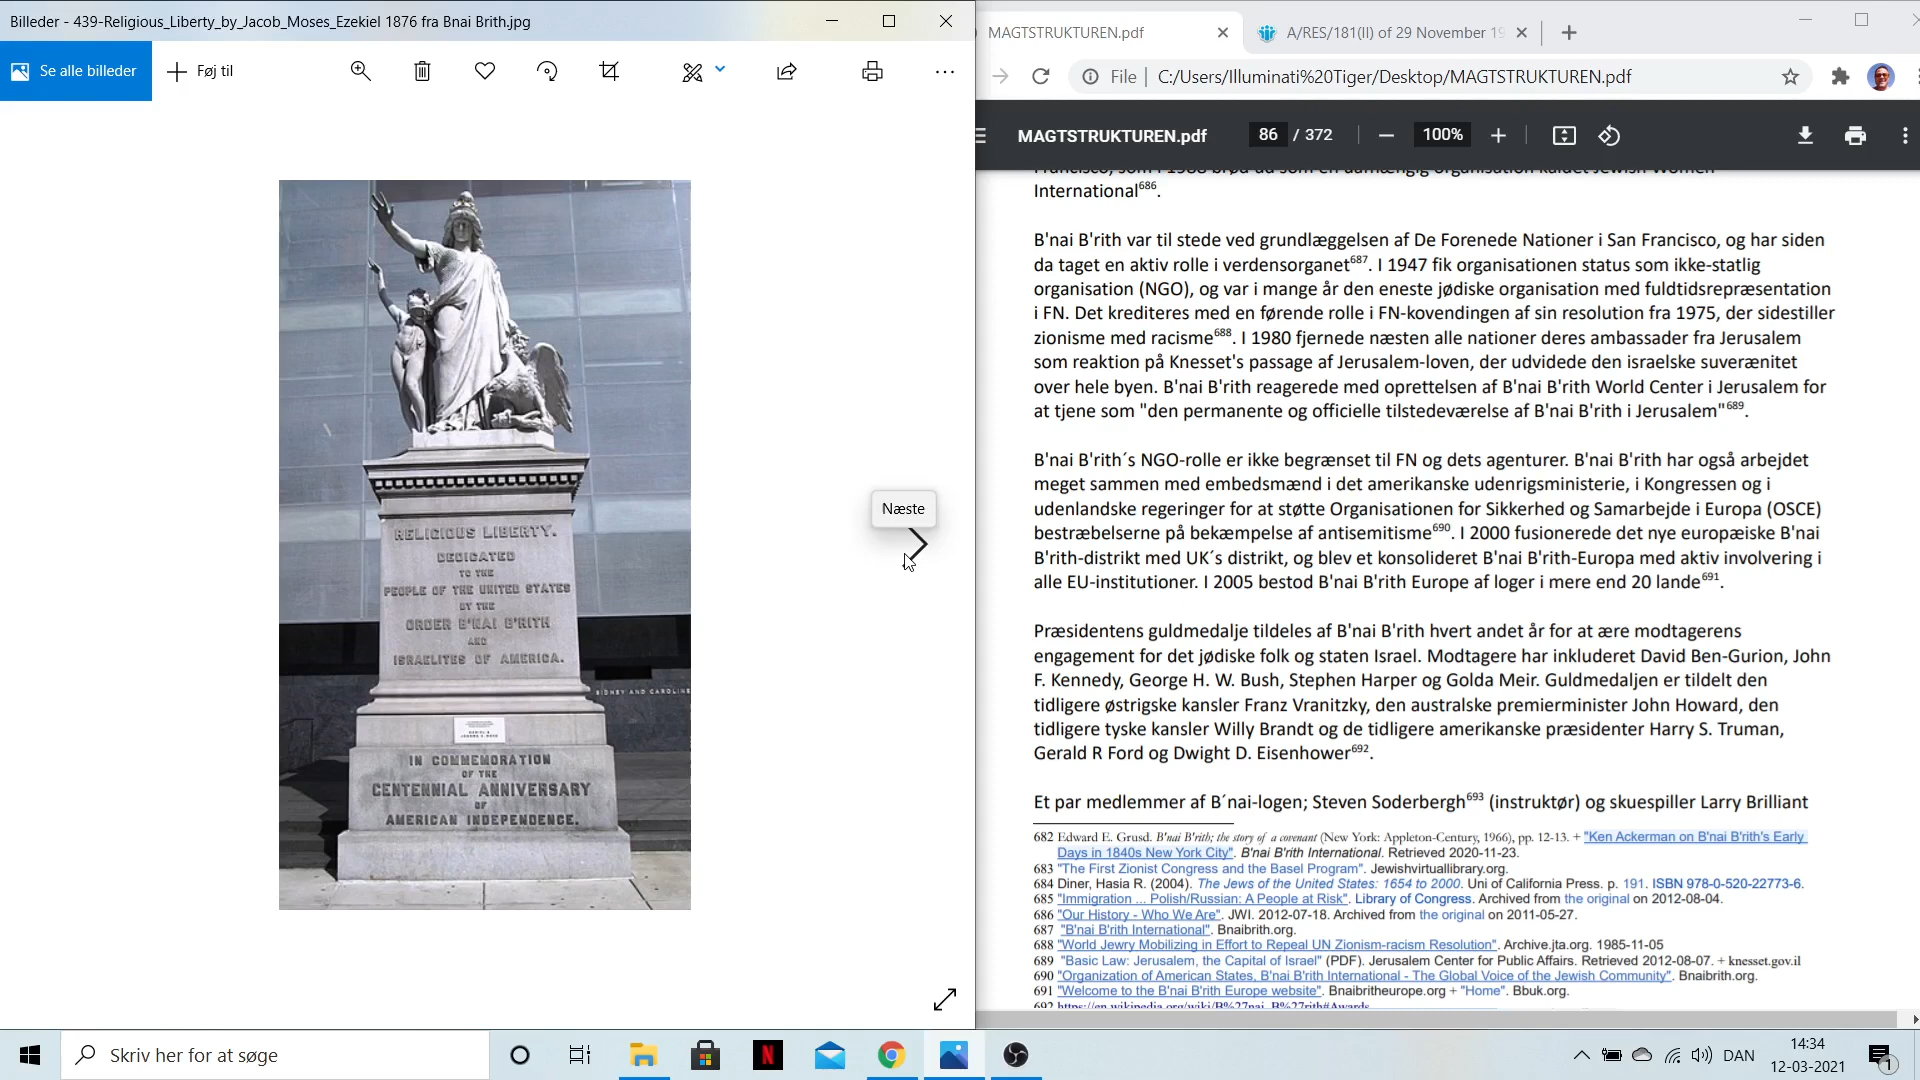 Billeder - 439-Religious_Liberty_by_Jacob_Moses_Ezekiel 1876 fra Bnai Brith.jpg
Se alle billeder
Føj til
RELIGIOUS LIBERTY.
DEDICATED
TO THE
PEOPLE OF THE UNITED STATES
BY THE
ORDER B'NAI B'RITH
AND
ISRAELITES OF AMERICA.
SIDNEY AND CAROLINE
IN COMMEMORATION
OF THE
CENTENNIAL ANNIVERSARY
OF
AMERICAN INDEPENDENCE.
Næste
MAGTSTRUKTUREN.pdf
A/RES/181(II) of 29 November 19
File | C:/Users/Illuminati%20Tiger/Desktop/MAGTSTRUKTUREN.pdf
MAGTSTRUKTUREN.pdf 86 / 372 100%
International686.
B'nai B'rith var til stede ved grundlæggelsen af De Forenede Nationer i San Francisco, og har siden
da taget en aktiv rolle i verdensorganet687. I 1947 fik organisationen status som ikke-statlig
organisation (NGO), og var i mange år den eneste jødiske organisation med fuldtidsrepræsentation
i FN. Det krediteres med en førende rolle i FN-kovendingen af sin resolution fra 1975, der sidestiller
zionisme med racisme688. I 1980 fjernede næsten alle nationer deres ambassader fra Jerusalem
som reaktion på Knesset's passage af Jerusalem-loven, der udvidede den israelske suverænitet
over hele byen. B'nai B'rith reagerede med oprettelsen af B'nai B'rith World Center i Jerusalem for
at tjene som "den permanente og officielle tilstedeværelse af B'nai B'rith i Jerusalem"689.
B'nai B'rith´s NGO-rolle er ikke begrænset til FN og dets agenturer. B'nai B'rith har også arbejdet
meget sammen med embedsmænd i det amerikanske udenrigsministerie, i Kongressen og i
udenlandske regeringer for at støtte Organisationen for Sikkerhed og Samarbejde i Europa (OSCE)
bestræbelserne på bekæmpelse af antisemitisme690. I 2000 fusionerede det nye europæiske B'nai
B'rith-distrikt med UK´s distrikt, og blev et konsolideret B'nai B'rith-Europa med aktiv involvering i
alle EU-institutioner. I 2005 bestod B'nai B'rith Europe af loger i mere end 20 lande691.
Præsidentens guldmedalje tildeles af B'nai B'rith hvert andet år for at ære modtagerens
engagement for det jødiske folk og staten Israel. Modtagere har inkluderet David Ben-Gurion, John
F. Kennedy, George H. W. Bush, Stephen Harper og Golda Meir. Guldmedaljen er tildelt den
tidligere østrigske kansler Franz Vranitzky, den australske premierminister John Howard, den
tidligere tyske kansler Willy Brandt og de tidligere amerikanske præsidenter Harry S. Truman,
Gerald R Ford og Dwight D. Eisenhower692.
Et par medlemmer af B´nai-logen; Steven Soderbergh693 (instruktør) og skuespiller Larry Brilliant
682 Edward E. Grusd. B'nai B'rith; the story of a covenant (New York: Appleton-Century, 1966), pp. 12-13. + "Ken Ackerman on B'nai B'rith's Early
Days in 1840s New York City". B'nai B'rith International. Retrieved 2020-11-23.
683 "The First Zionist Congress and the Basel Program". Jewishvirtuallibrary.org.
684 Diner, Hasia R. (2004). The Jews of the United States: 1654 to 2000. Uni of California Press. p. 191. ISBN 978-0-520-22773-6.
685 "Immigration ... Polish/Russian: A People at Risk". Library of Congress. Archived from the original on 2012-08-04.
686 "Our History - Who We Are". JWI. 2012-07-18. Archived from the original on 2011-05-27.
687 "B'nai B'rith International". Bnaibrith.org.
688 "World Jewry Mobilizing in Effort to Repeal UN Zionism-racism Resolution". Archive.jta.org. 1985-11-05
689 "Basic Law: Jerusalem, the Capital of Israel" (PDF). Jerusalem Center for Public Affairs. Retrieved 2012-08-07. + knesset.gov.il
690 "Organization of American States, B'nai B'rith International - The Global Voice of the Jewish Community". Bnaibrith.org.
691 "Welcome to the B'nai B'rith Europe website". Bnaibritheurope.org + "Home". Bbuk.org.
692 https://en.wikipedia.org/wiki/B%27nai_B%27rith#Awards
Skriv her for at søge
DAN
14:34
12-03-2021
1